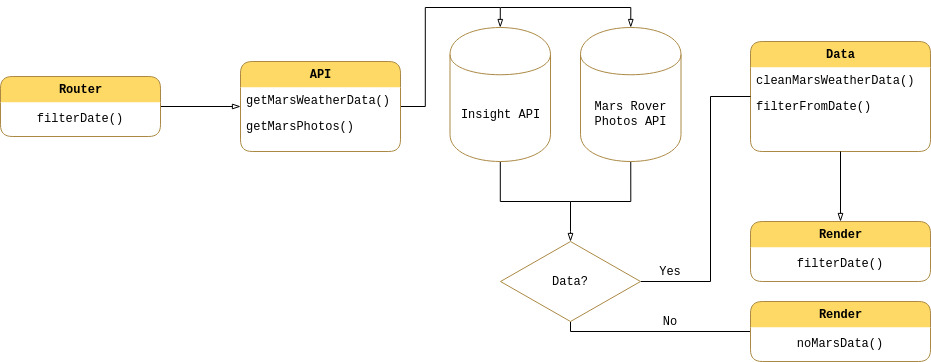 Router
filterDate()
API
getMarsWeatherData()
getMarsPhotos()
Insight API
Mars Rover
Photos API
Data?
Yes
No
Data
cleanMarsWeatherData()
filterFromDate()
Render
filterDate()
Render
noMarsData()